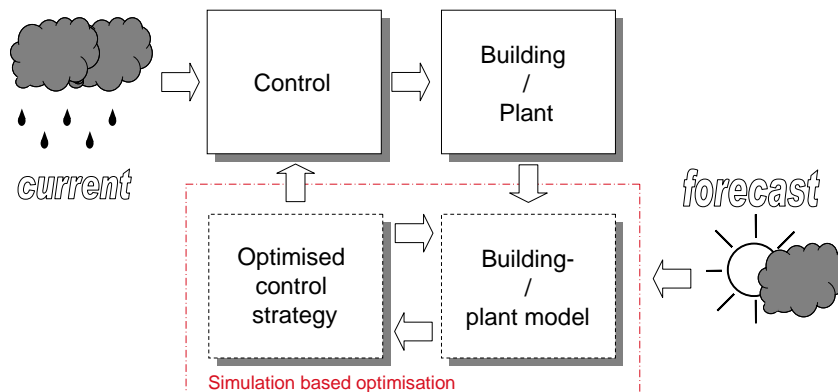 Control
Building
/
Plant
current
forecast
Optimised
control
strategy
Building-
/
plant model
Simulation based optimisation